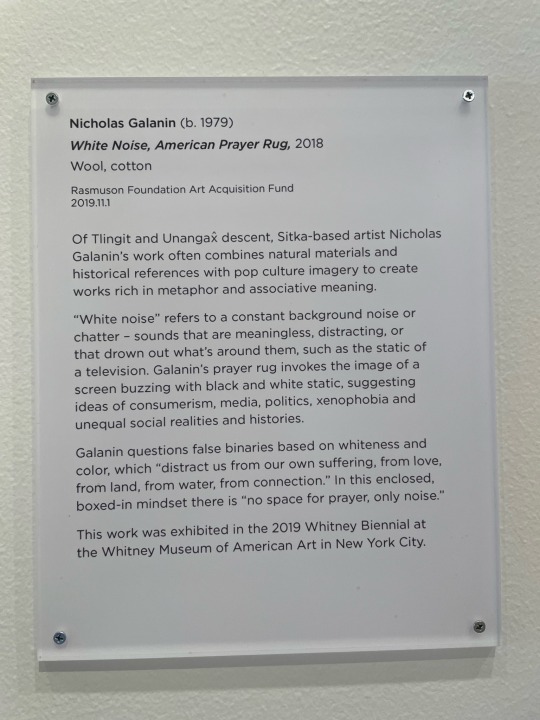 Nicholas Galanin (b. 1979)
White Noise, American Prayer Rug, 2018
Wool, cotton
Rasmuson Foundation Art Acquisition Fund
2019.11.1
Of Tlingit and Unangax̂ descent, Sitka-based artist Nicholas
Galanin’s work often combines natural materials and
historical references with pop culture imagery to create
works rich in metaphor and associative meaning.
“White noise” refers to a constant background noise or
chatter – sounds that are meaningless, distracting, or
that drown out what’s around them, such as the static of
a television. Galanin’s prayer rug invokes the image of a
screen buzzing with black and white static, suggesting
ideas of consumerism, media, politics, xenophobia and
unequal social realities and histories.
Galanin questions false binaries based on whiteness and
color, which “distract us from our own suffering, from love,
from land, from water, from connection.” In this enclosed,
boxed-in mindset there is “no space for prayer, only noise.”
This work was exhibited in the 2019 Whitney Biennial at
the Whitney Museum of American Art in New York City.